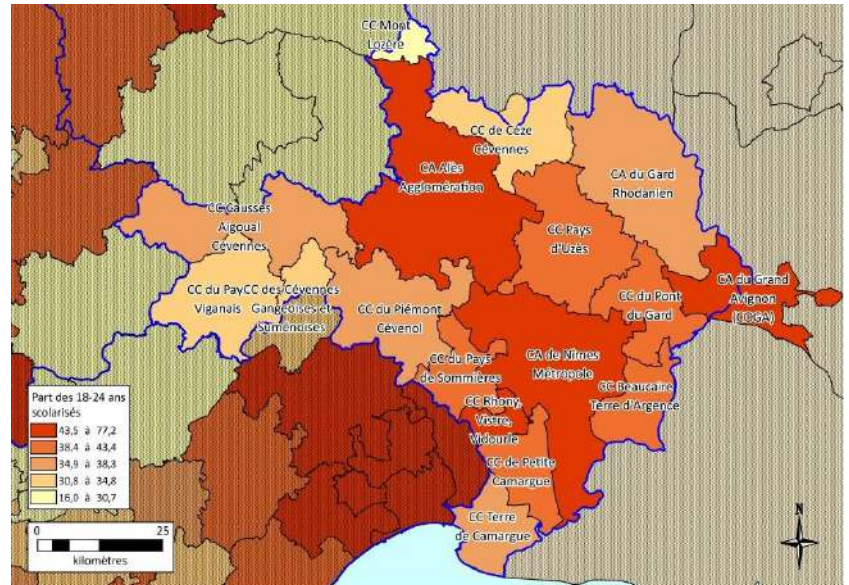 CC Mont
Lozère
CC de Cèze
Cévennes
CA Alès
Agglomération
CA du Gard
Rhodanien
CC Causses
Aigoual
Cévennes
CC Pays
d'Uzès
CA du Grand
Avignon
(COGA)
CC du Pay
Viganais
CC des Cévennes
Gangeoises et
Suménoises
CC du Piémont
Cévenol
CC du Pont
du Gard
CC du Pays
de Sommières
CA de Nîmes
Métropole
CC Beaucaire
Terre d'Argence
CC Rhony,
Vistre,
Vidourle
CC de Petite
Camargue
CC Terre
de Camargue
Part des 18-24 ans
scolarisés
43,5 à 77,2
38,4 à 43,4
34,9 à 38,3
30,8 à 34,8
16,0 à 30,7
0 25
kilomètres
N